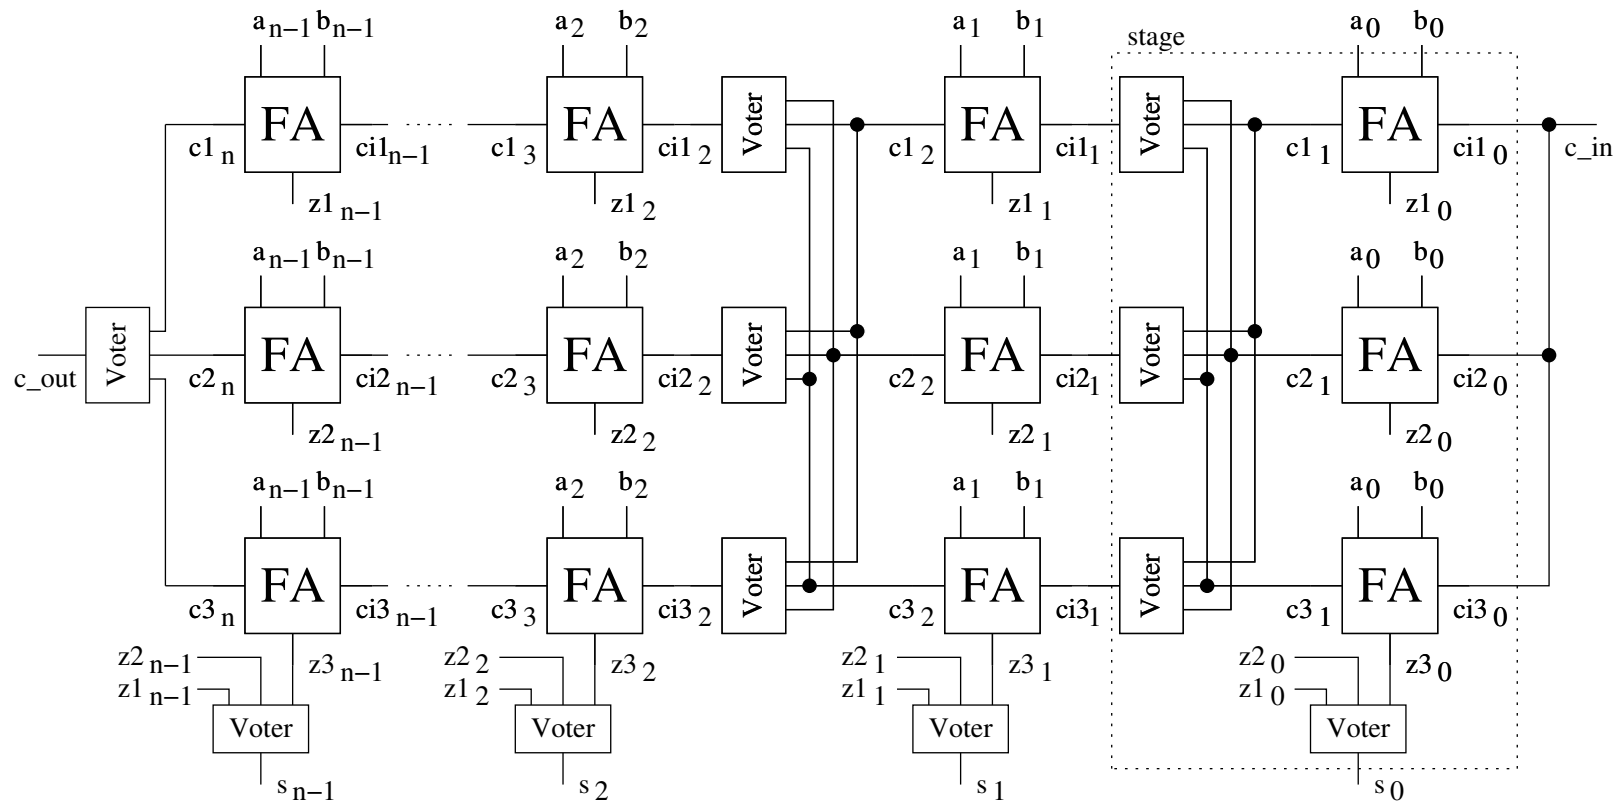 a n−1 b n−1 a 2 b 2 a 1 b 1 a 0 b 0
stage
FA FA Voter FA Voter FA
c1 n ci1 n−1 ........ c1 3 ci1 2 c1 2 ci1 1 c1 1 ci1 0 c_in
z1 n−1 z1 2 z1 1 z1 0
a n−1 b n−1 a 2 b 2 a 1 b 1 a 0 b 0
Voter FA FA Voter FA Voter FA
c_out c2 n ci2 n−1 ........ c2 3 ci2 2 c2 2 ci2 1 c2 1 ci2 0
z2 n−1 z2 2 z2 1 z2 0
a n−1 b n−1 a 2 b 2 a 1 b 1 a 0 b 0
FA FA Voter FA Voter FA
c3 n ci3 n−1 ........ c3 3 ci3 2 c3 2 ci3 1 c3 1 ci3 0
z2 n−1 z3 n−1 z2 2 z3 2 z2 1 z3 1 z2 0 z3 0
z1 n−1 z1 2 z1 1 z1 0
Voter Voter Voter Voter
s n−1 s 2 s 1 s 0